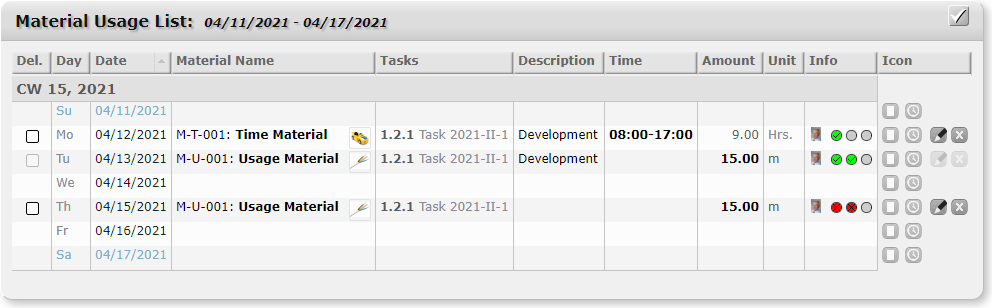 Material Usage List: 04/11/2021 - 04/17/2021
Del. Day Date Material Name Tasks Description Time Amount Unit Info Icon
CW 15, 2021
Su 04/11/2021
Mo 04/12/2021 M-T-001: Time Material 1.2.1 Task 2021-II-1 Development 08:00-17:00 9.00 Hrs.
Tu 04/13/2021 M-U-001: Usage Material 1.2.1 Task 2021-II-1 Development 15.00 m
We 04/14/2021
Th 04/15/2021 M-U-001: Usage Material 1.2.1 Task 2021-II-1 15.00 m
Fr 04/16/2021
Sa 04/17/2021